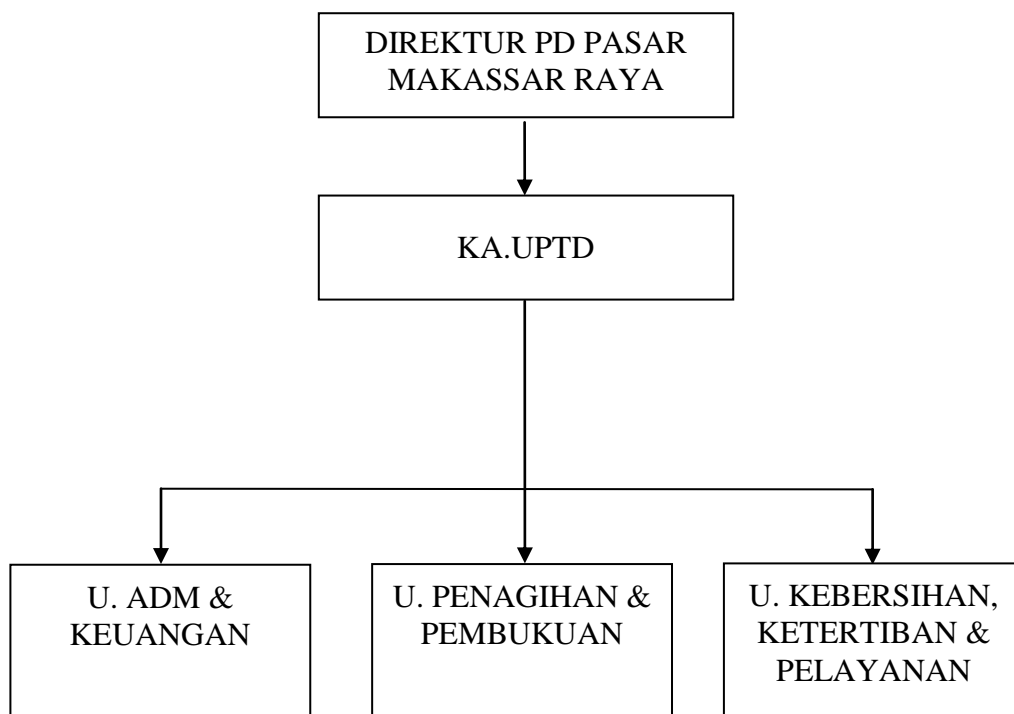 DIREKTUR PD PASAR
MAKASSAR RAYA
KA.UPTD
U. ADM &
KEUANGAN
U. PENAGIHAN &
PEMBUKUAN
U. KEBERSIHAN,
KETERTIBAN &
PELAYANAN